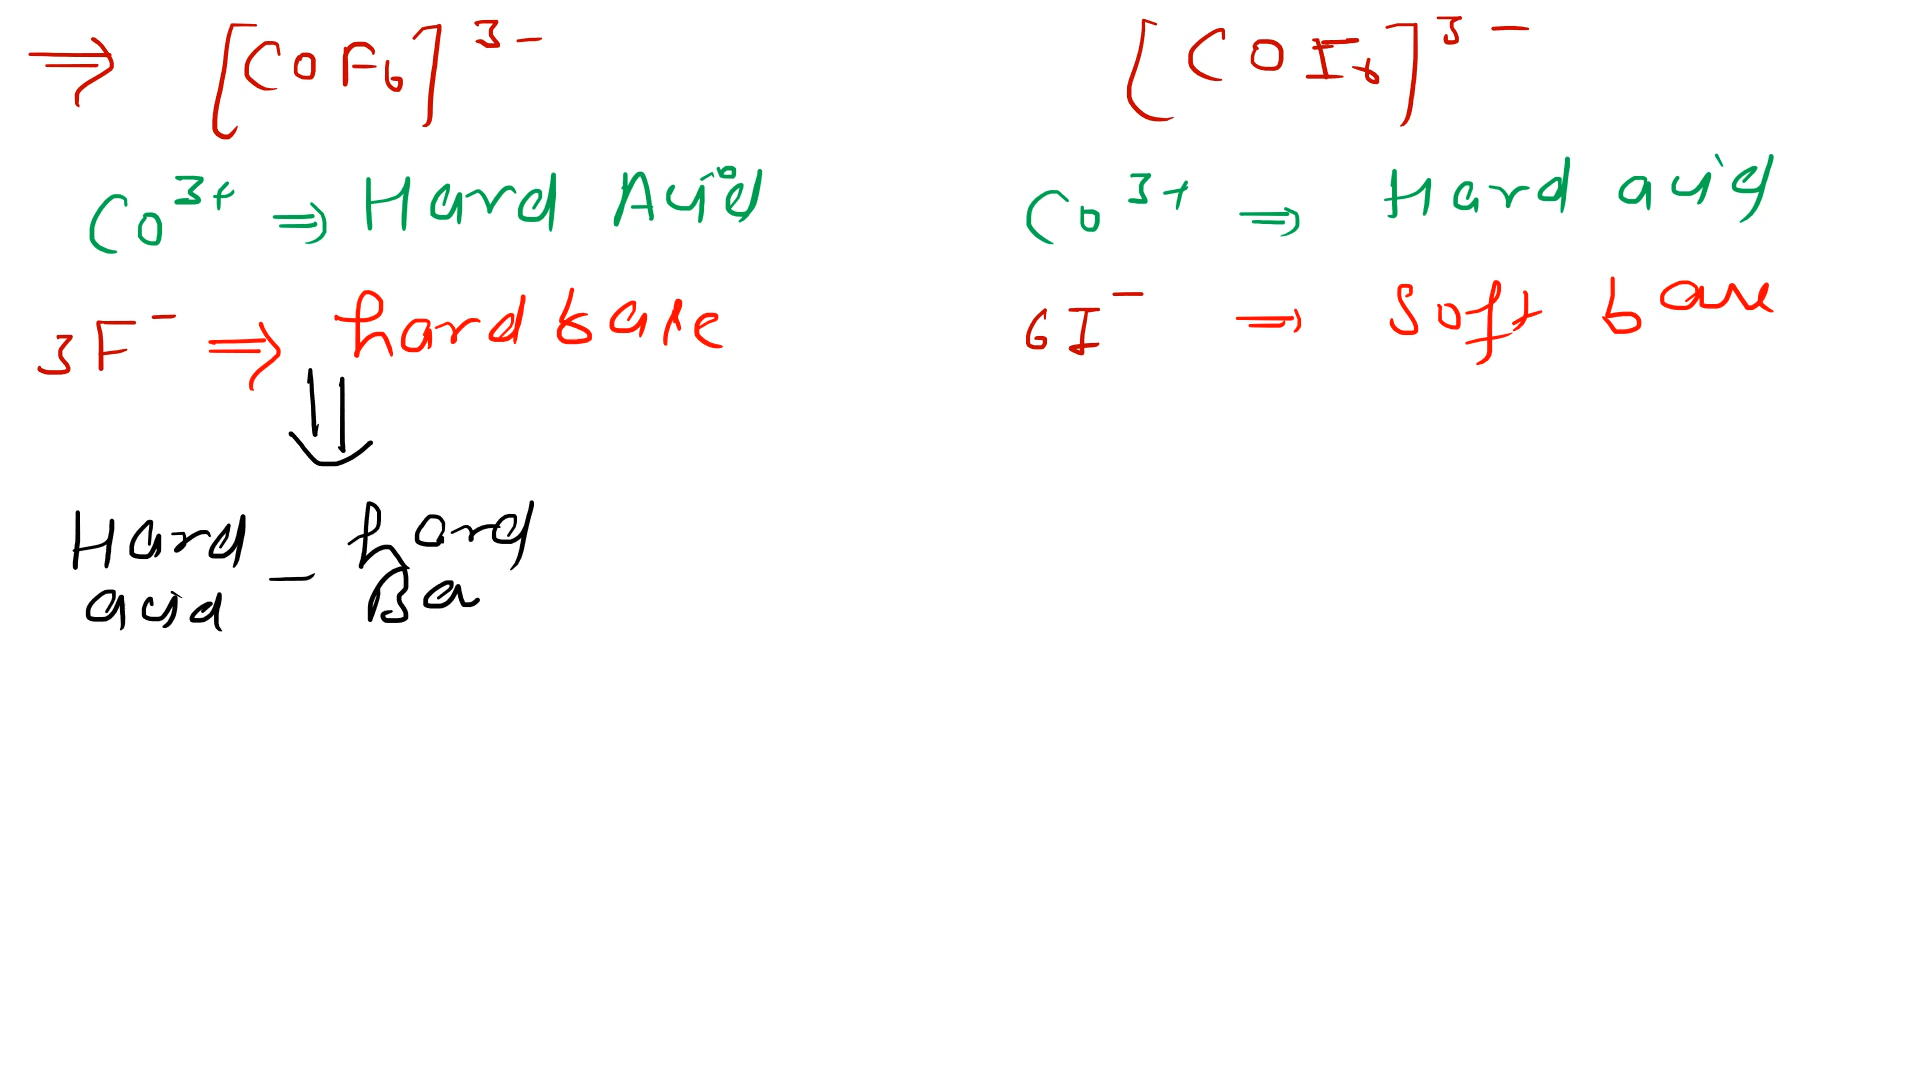 ⇒ [CoF6]3- [CoI6]3-
Co3+ ⇒ Hard Acid Co3+ ⇒ Hard acid
3F- ⇒ hard base 6I- ⇒ Soft base
Hard - hard
acid Ba